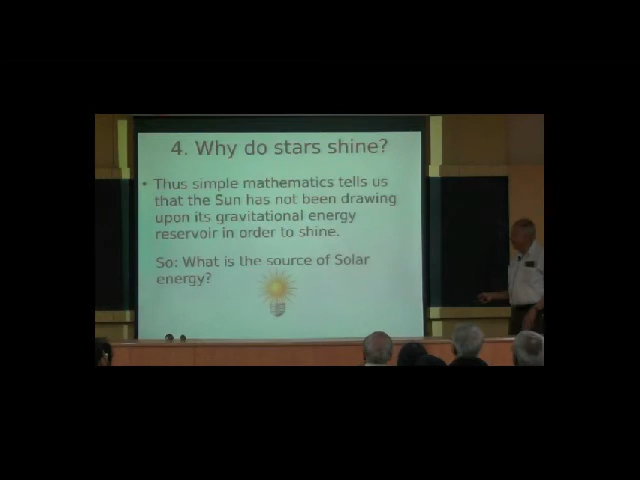 4. Why do stars shine?
• Thus simple mathematics tells us
that the Sun has not been drawing
upon its gravitational energy
reservoir in order to shine.
So: What is the source of Solar
energy?